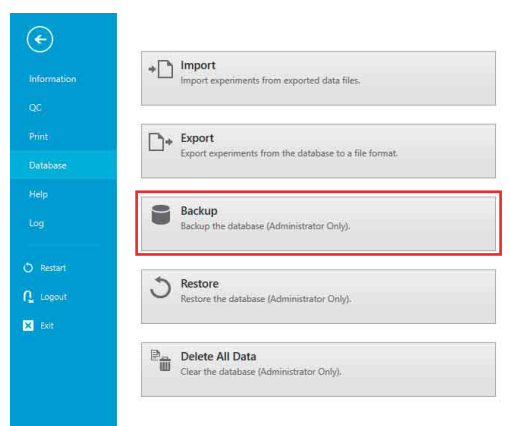 Information
QC
Print
Database
Help
Log
Restart
Logout
Exit
Import
Import experiments from exported data files.
Export
Export experiments from the database to a file format.
Backup
Backup the database (Administrator Only).
Restore
Restore the database (Administrator Only).
Delete All Data
Clear the database (Administrator Only).